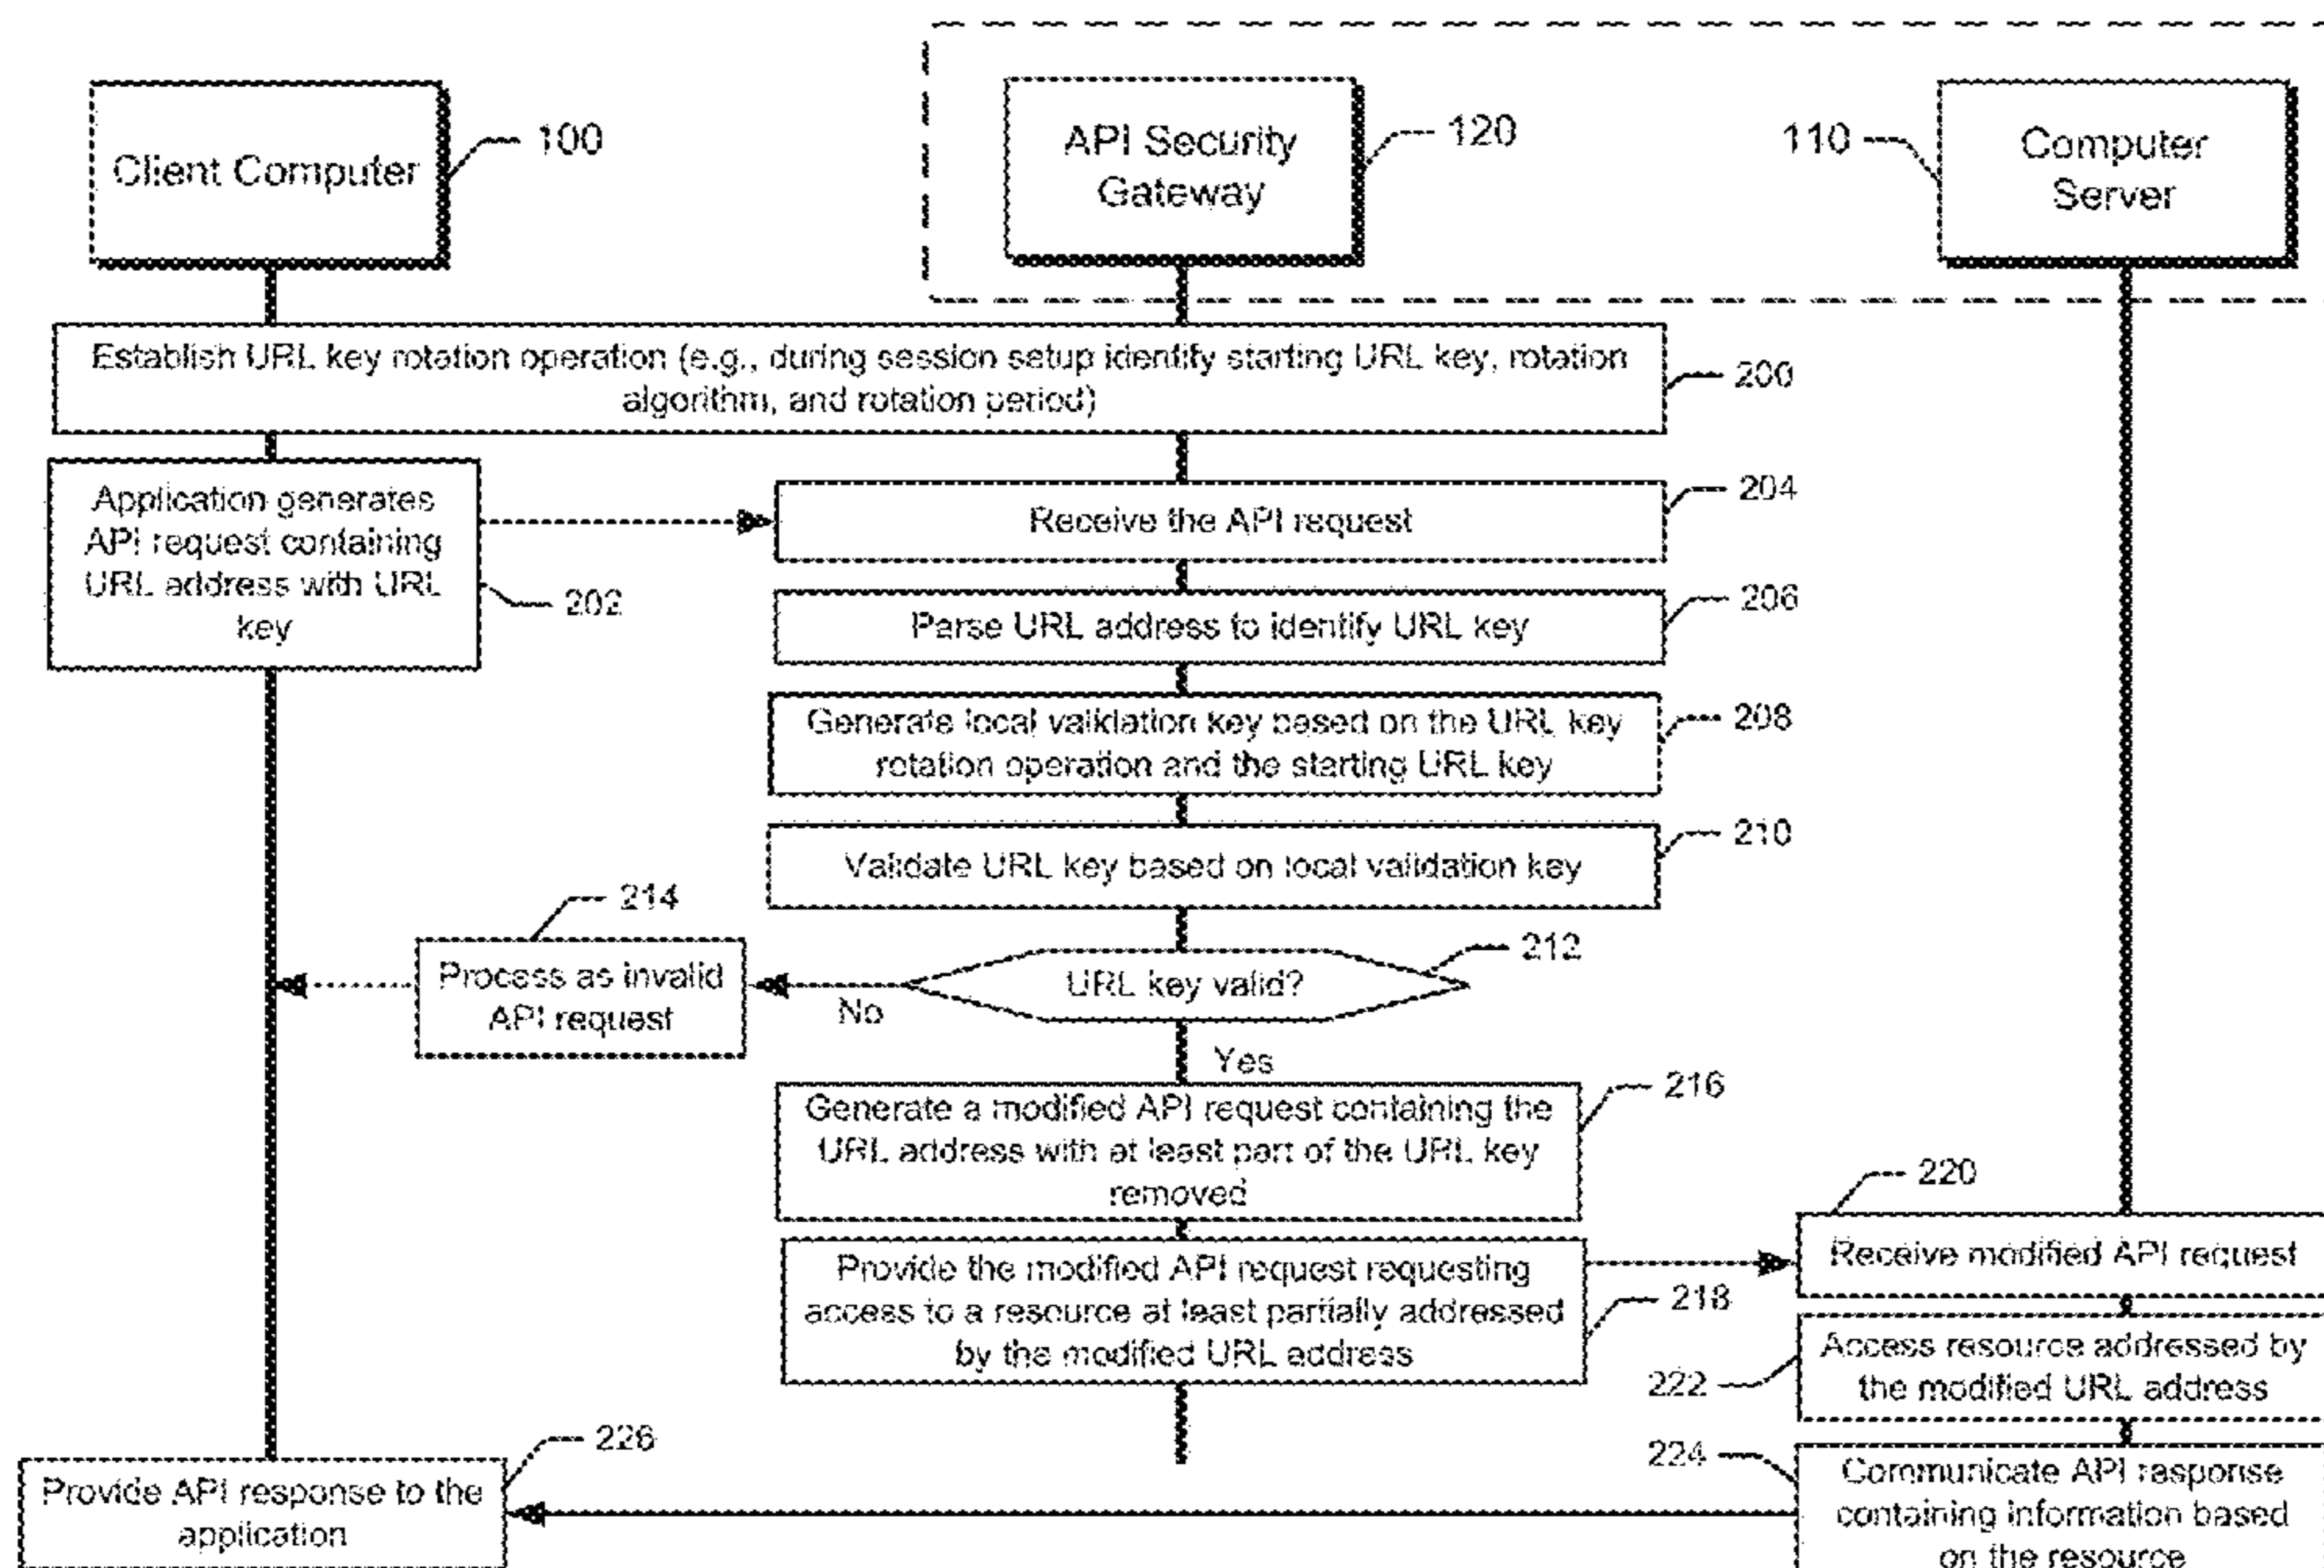 Client Computer
100
API Security
Gateway
120
110
Computer
Server
Establish URL key rotation operation (e.g., during session setup identify starting URL key, rotation
algorithm, and rotation period)
200
Application generates
API request containing
URL address with URL
key
202
Receive the API request
204
Parse URL address to identify URL key
206
Generate local validation key based on the URL key
rotation operation and the starting URL key
208
Validate URL key based on local validation key
210
214
Process as invalid
API request
No
URL key valid?
212
Yes
Generate a modified API request containing the
URL address with at least part of the URL key
removed
216
Provide the modified API request requesting
access to a resource at least partially addressed
by the modified URL address
218
220
Receive modified API request
Access resource addressed by
the modified URL address
222
224
Communicate API response
containing information based
on the resource
226
Provide API response to the
application